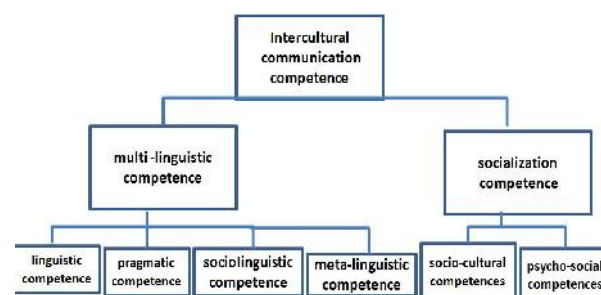 Intercultural
communication
competence
multi-linguistic
competence
socialization
competence
linguistic
competence
pragmatic
competence
sociolinguistic
competence
meta-linguistic
competence
socio-cultural
competences
psycho-social
competences